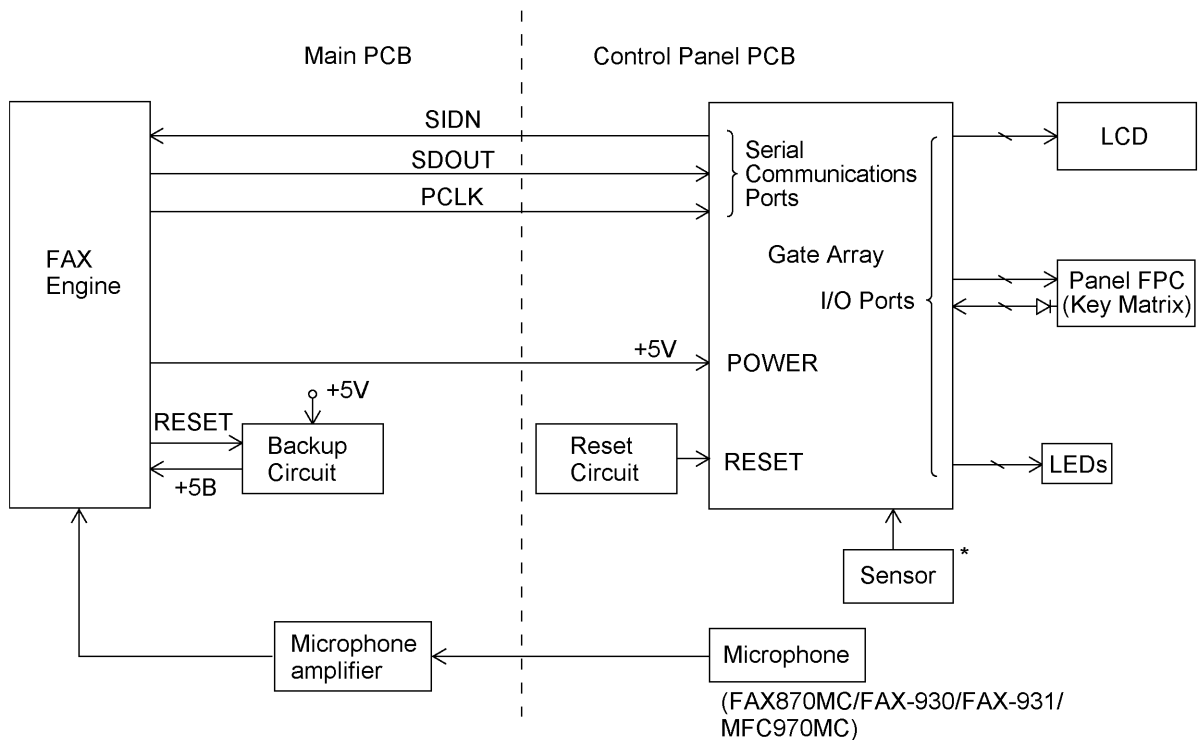 Main PCB
Control Panel PCB
SIDN
SDOUT
PCLK
Serial
Communications
Ports
LCD
FAX
Engine
Gate Array
I/O Ports
Panel FPC
(Key Matrix)
+5V
POWER
+5V
RESET
Backup
Circuit
+5B
Reset
Circuit
RESET
LEDs
Sensor
*
Microphone
amplifier
Microphone
(FAX870MC/FAX-930/FAX-931/
MFC970MC)